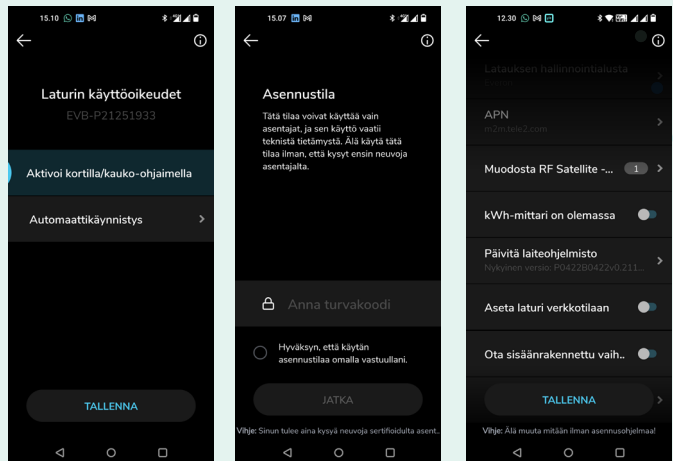 15.10
Laturin käyttöoikeudet
EVB-P21251933
Aktivoi kortilla/kauko-ohjaimella
Automaattikäynnistys
TALLENNA
15.07
Asennustila
Tätä tilaa voivat käyttää vain
asentajat, ja sen käyttö vaatii
teknistä tietämystä. Älä käytä tätä
tilaa ilman, että kysyt ensin neuvoja
asentajalta.
Anna turvakoodi
Hyväksyn, että käytän
asennustilaa omalla vastuullani.
JATKA
Vihje: Sinun tulee aina kysyä neuvoja sertifioidulta asent..
12.30
Latauksen hallinnointialusta
APN
m2m.tele2.com
Muodosta RF Satellite -... 1
kWh-mittari on olemassa
Päivitä laiteohjelmisto
Nykyinen versio: P0422B0422v0.211...
Aseta laturi verkkotilaan
Ota sisäänrakennettu vaih..
TALLENNA
Vihje: Älä muuta mitään ilman asennusohjelmaa!